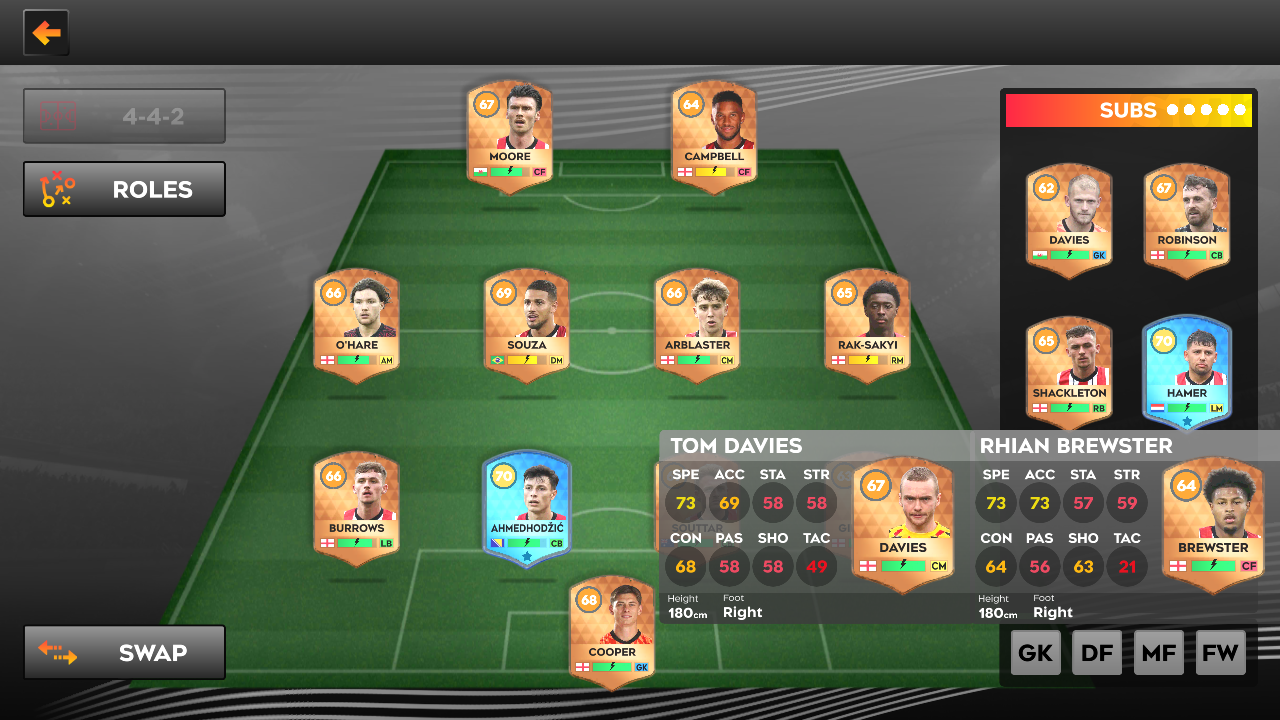 4-4-2
ROLES
67
MOORE
CF
64
CAMPBELL
CF
SUBS
62
DAVIES
GK
67
ROBINSON
CB
66
O'HARE
AM
69
SOUZA
DM
66
ARBLASTER
CM
65
RAK-SAKYI
RM
65
SHACKLETON
RB
70
HAMER
LM
66
BURROWS
LB
70
AHMEDHODŽIĆ
CB
SOUTTAR
TOM DAVIES
SPE ACC STA STR
73 69 58 58
CON PAS SHO TAC
68 58 58 49
Height Foot
180cm Right
67
DAVIES
CM
RHIAN BREWSTER
SPE ACC STA STR
73 73 57 59
CON PAS SHO TAC
64 56 63 21
Height Foot
180cm Right
64
BREWSTER
CF
68
COOPER
GK
SWAP
GK DF MF FW